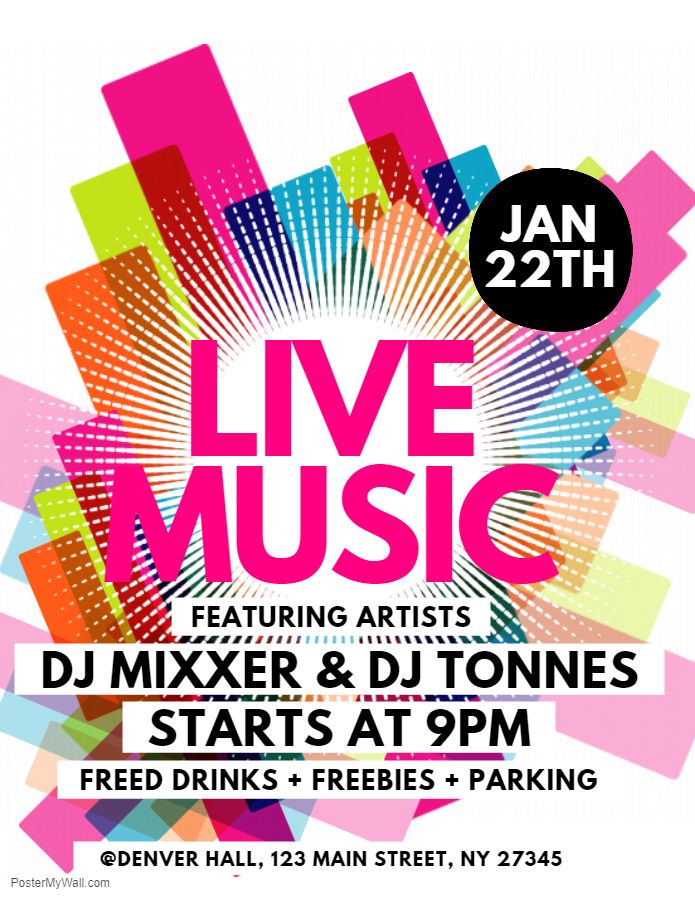 JAN
22TH
LIVE
MUSIC
FEATURING ARTISTS
DJ MIXXER & DJ TONNES
STARTS AT 9PM
FREED DRINKS + FREEBIES + PARKING
@DENVER HALL, 123 MAIN STREET, NY 27345
PosterMyWall.com